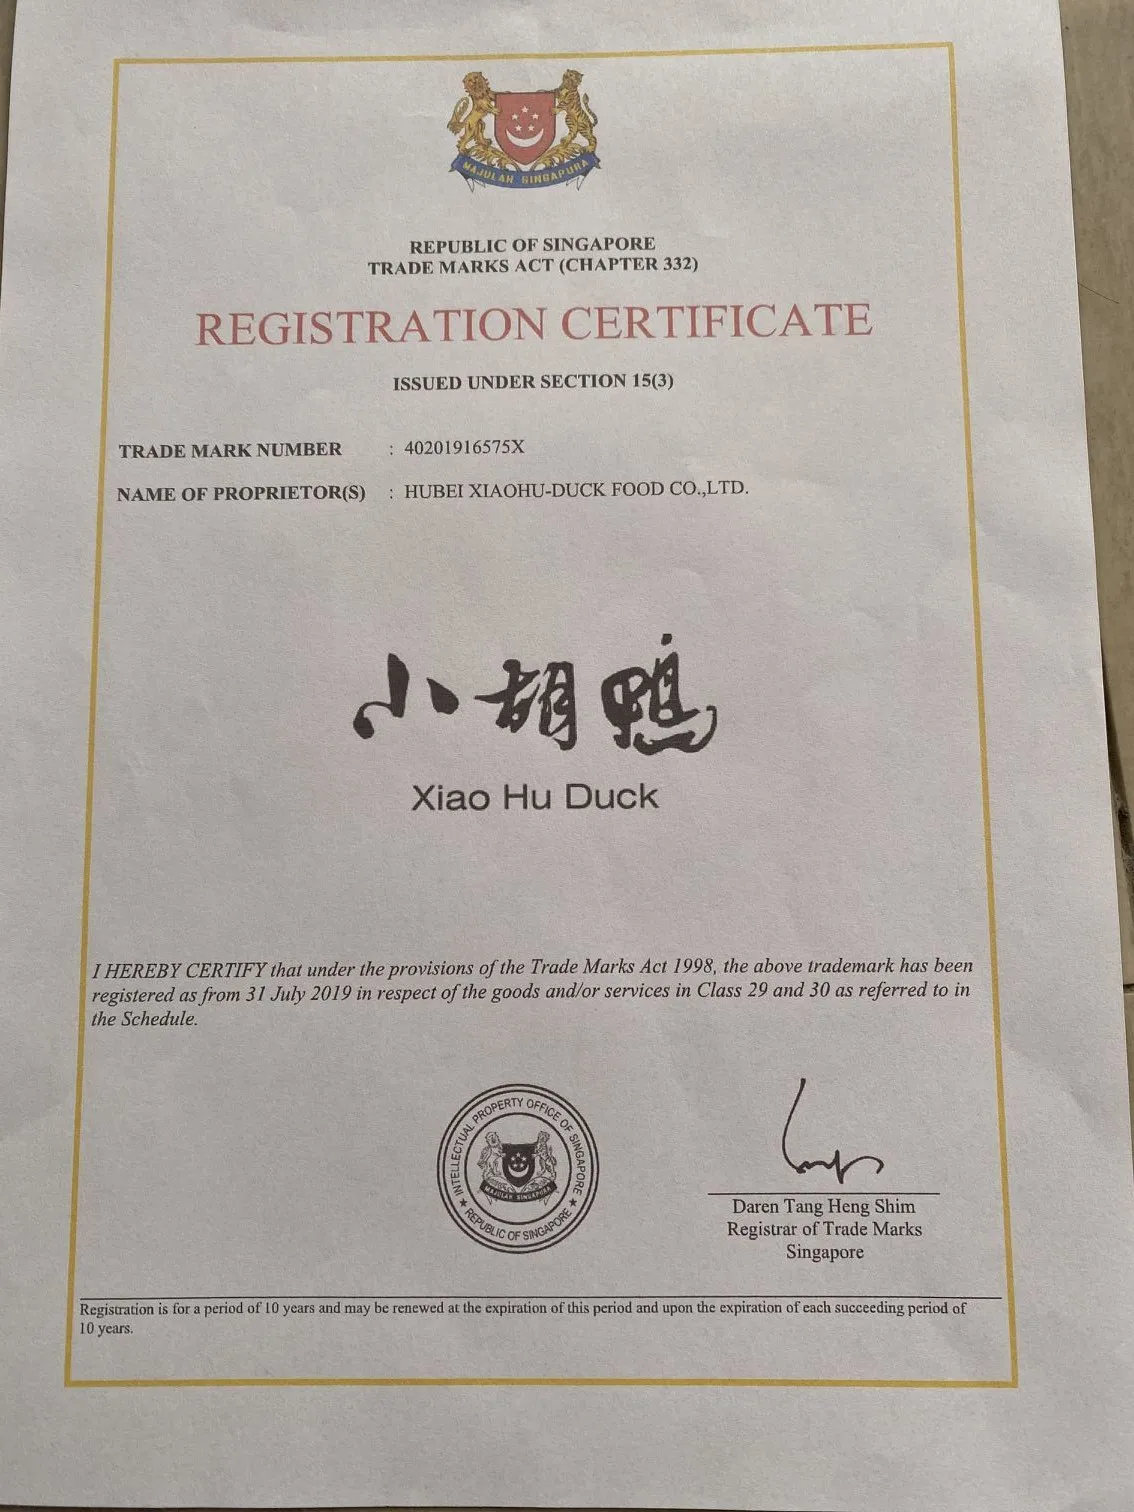 MAJULAH SINGAPURA
REPUBLIC OF SINGAPORE
TRADE MARKS ACT (CHAPTER 332)
REGISTRATION CERTIFICATE
ISSUED UNDER SECTION 15(3)
TRADE MARK NUMBER : 40201916575X
NAME OF PROPRIETOR(S) : HUBEI XIAOHU-DUCK FOOD CO.,LTD.
小胡鸭
Xiao Hu Duck
I HEREBY CERTIFY that under the provisions of the Trade Marks Act 1998, the above trademark has been
registered as from 31 July 2019 in respect of the goods and/or services in Class 29 and 30 as referred to in
the Schedule.
INTELLECTUAL PROPERTY OFFICE OF SINGAPORE
MAJULAH SINGAPURA
★ REPUBLIC OF SINGAPORE ★
Daren Tang Heng Shim
Registrar of Trade Marks
Singapore
Registration is for a period of 10 years and may be renewed at the expiration of this period and upon the expiration of each succeeding period of
10 years.